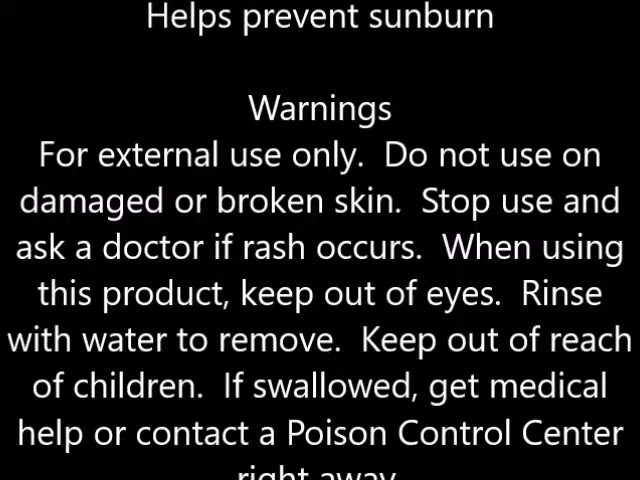 Helps prevent sunburn
Warnings
For external use only.  Do not use on
damaged or broken skin.  Stop use and
ask a doctor if rash occurs.  When using
this product, keep out of eyes.  Rinse
with water to remove.  Keep out of reach
of children.  If swallowed, get medical
help or contact a Poison Control Center
right away